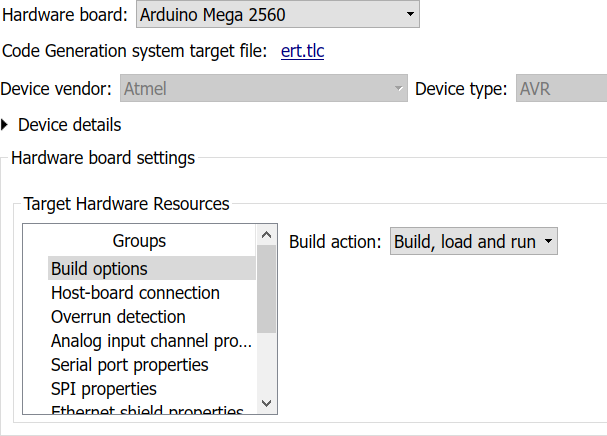 Hardware board: Arduino Mega 2560
Code Generation system target file: ert.tlc
Device vendor: Atmel Device type: AVR
Device details
Hardware board settings
Target Hardware Resources
Groups
Build action: Build, load and run
Build options
Host-board connection
Overrun detection
Analog input channel pro...
Serial port properties
SPI properties
Ethernet shield properties